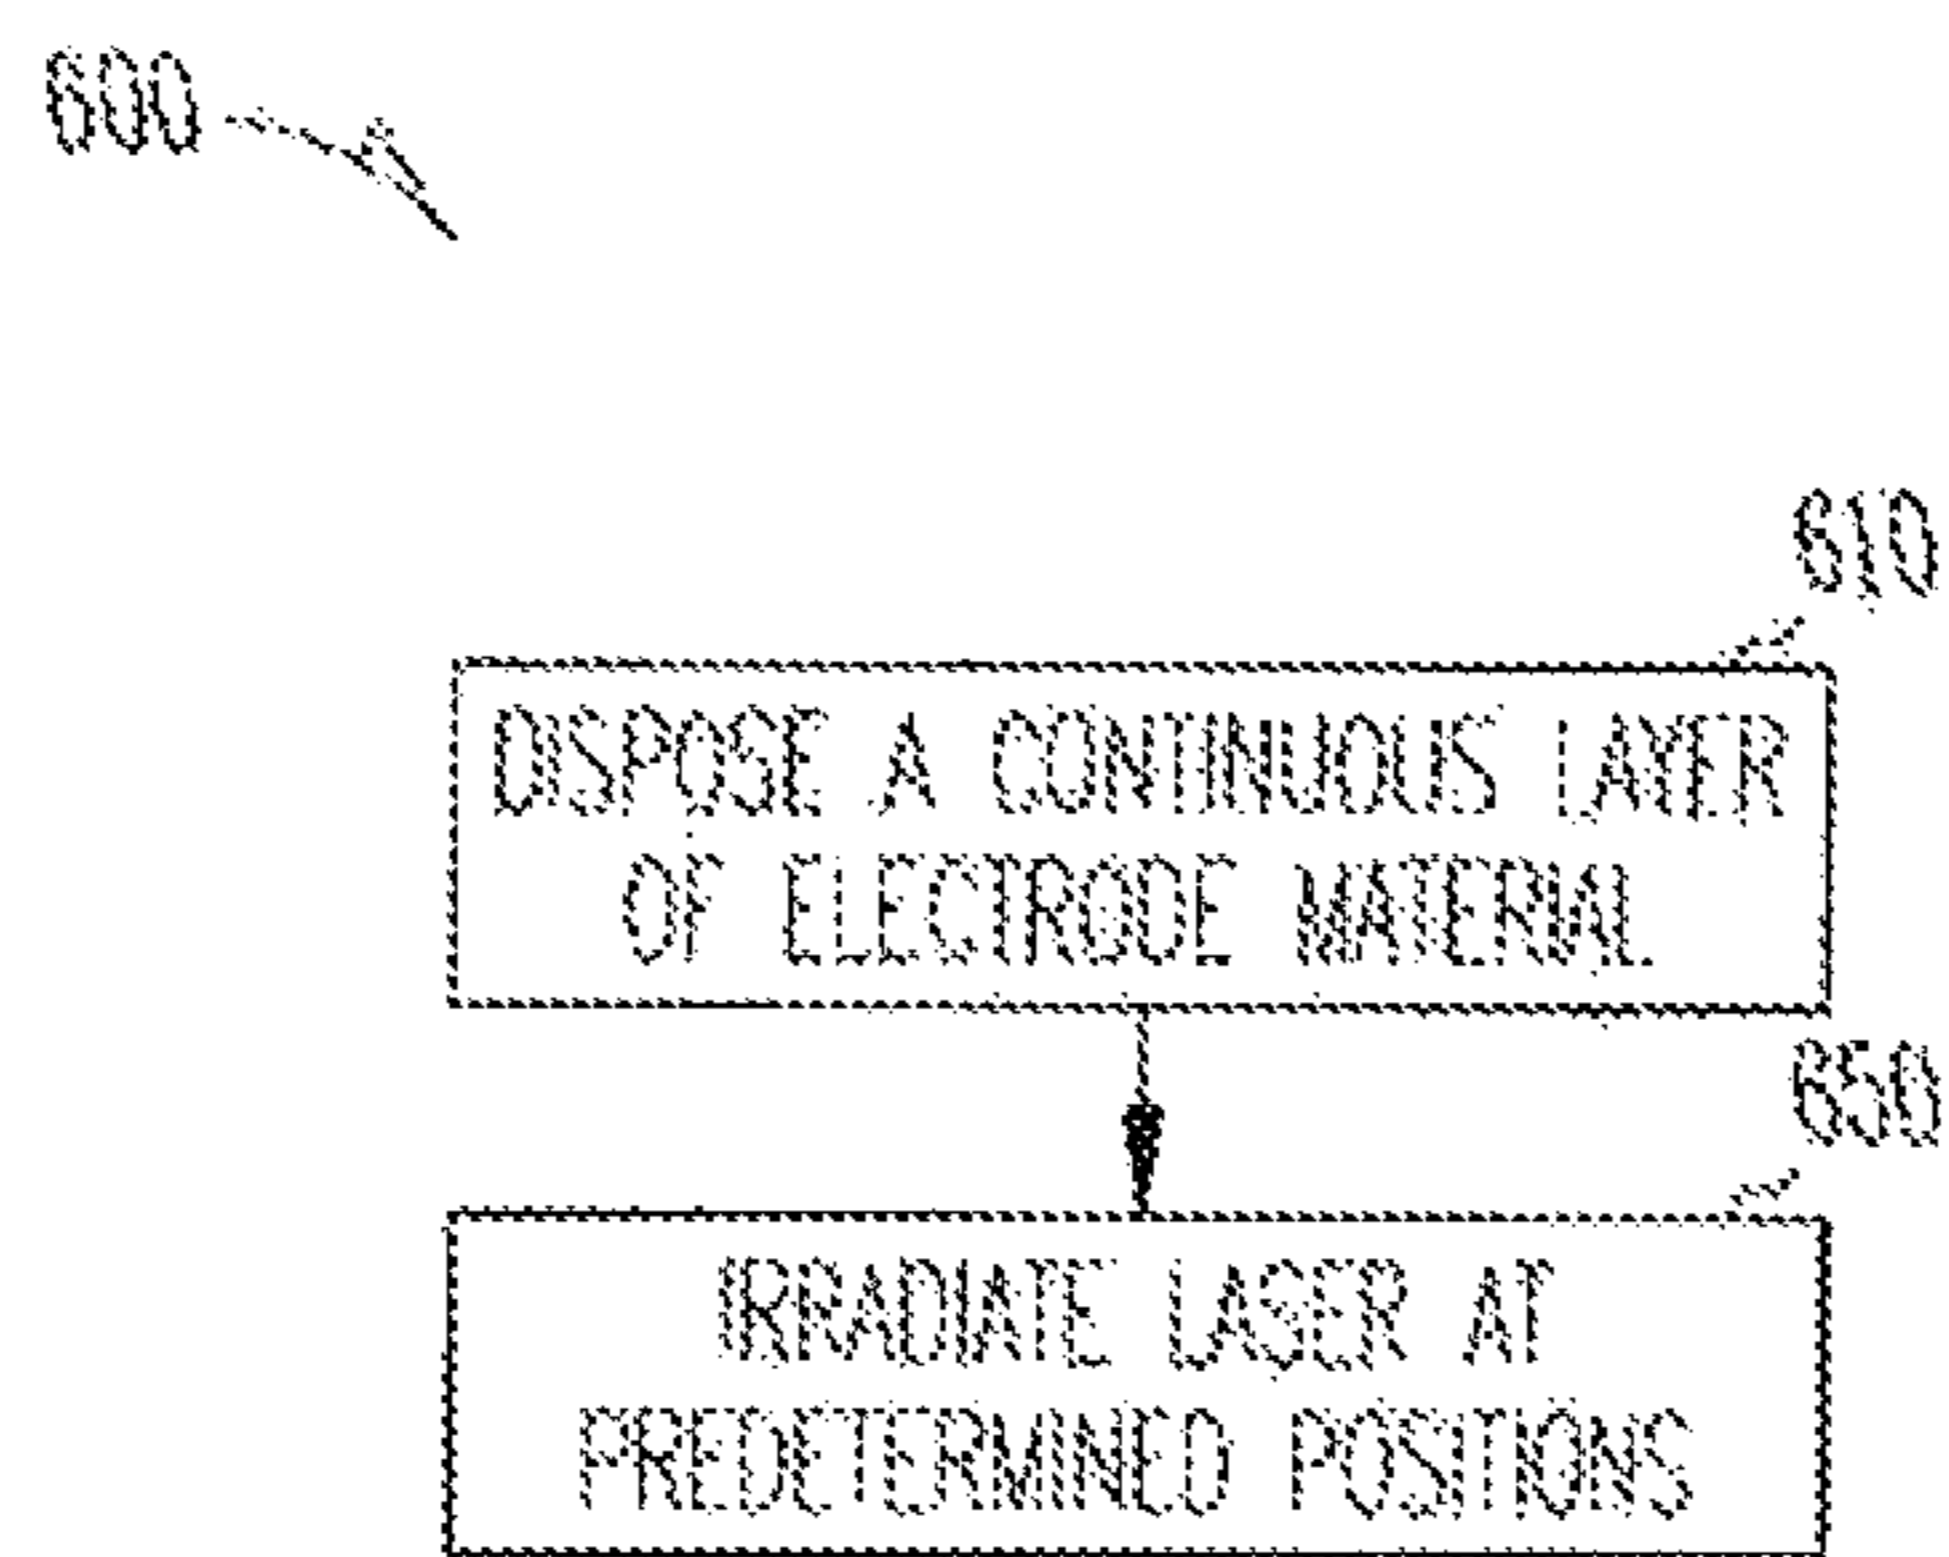 600
610
DISPOSE A CONTINUOUS LAYER
OF ELECTRODE MATERIAL
650
IRRADIATE LASER AT
PREDETERMINED POSITIONS